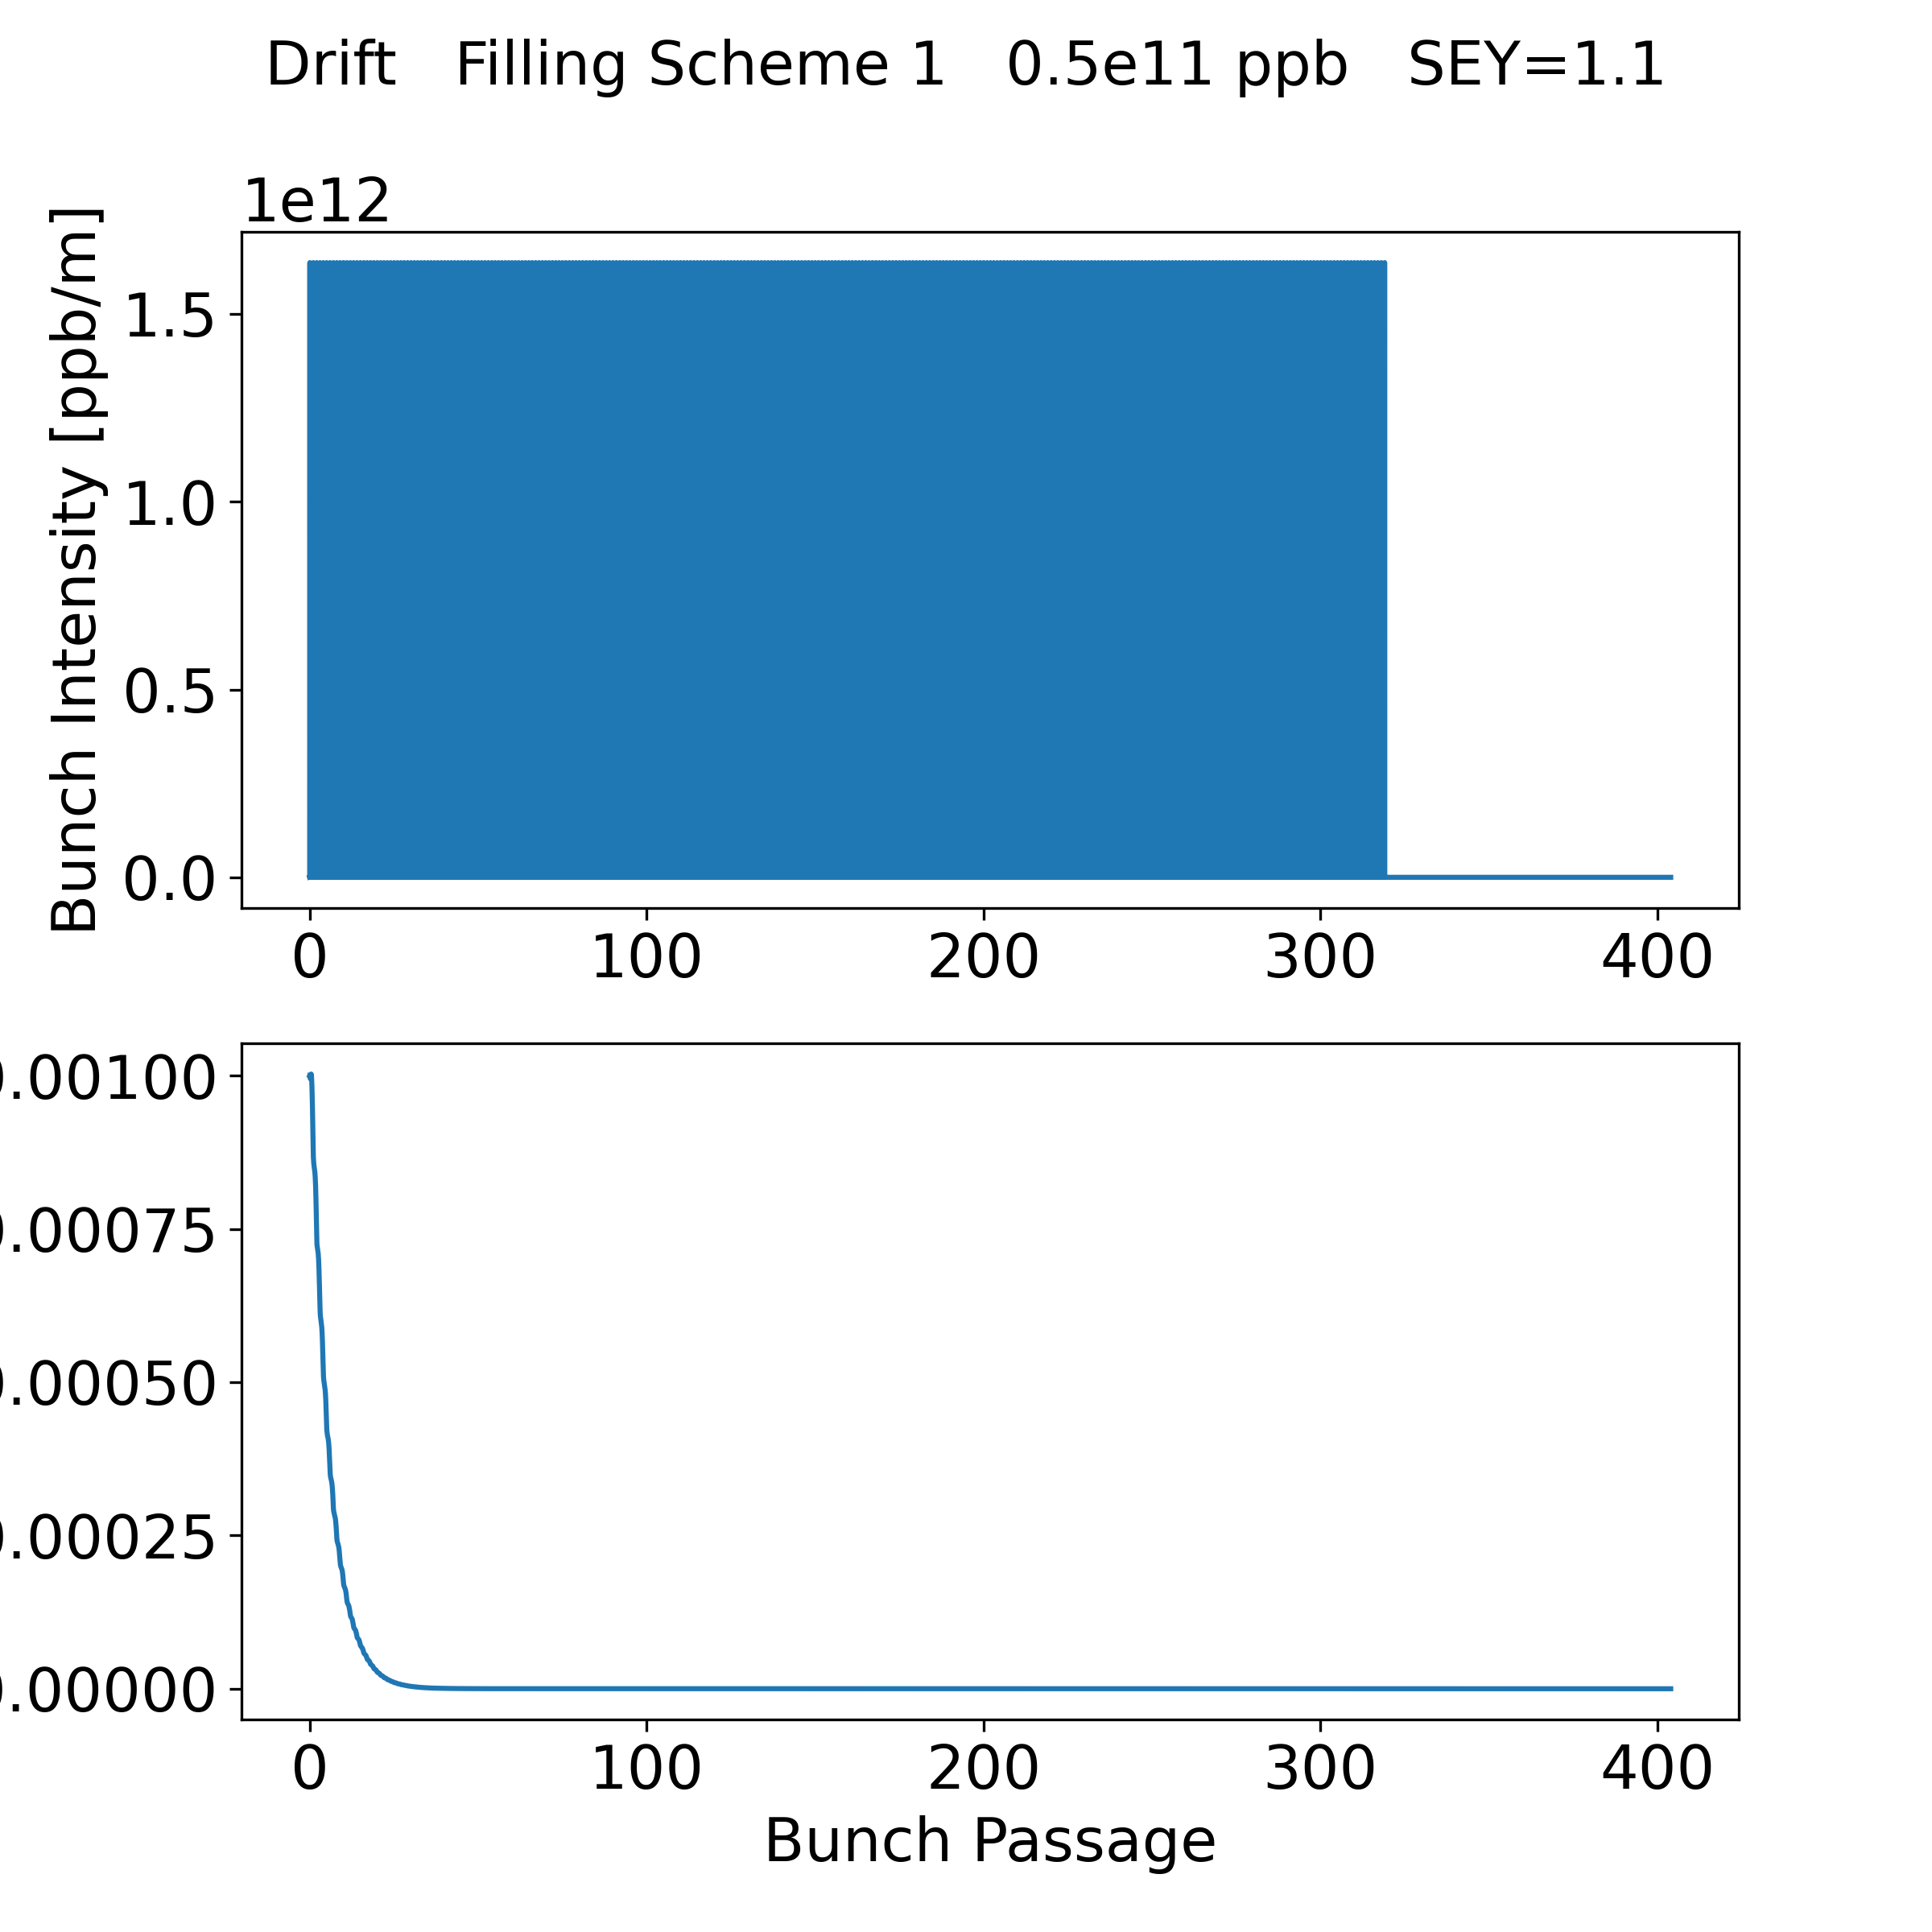 Drift    Filling Scheme 1    0.5e11 ppb    SEY=1.1
1e12
Bunch Intensity [ppb/m]
1.5
1.0
0.5
0.0
0 100 200 300 400
.00100
.00075
.00050
.00025
.00000
0 100 200 300 400
Bunch Passage